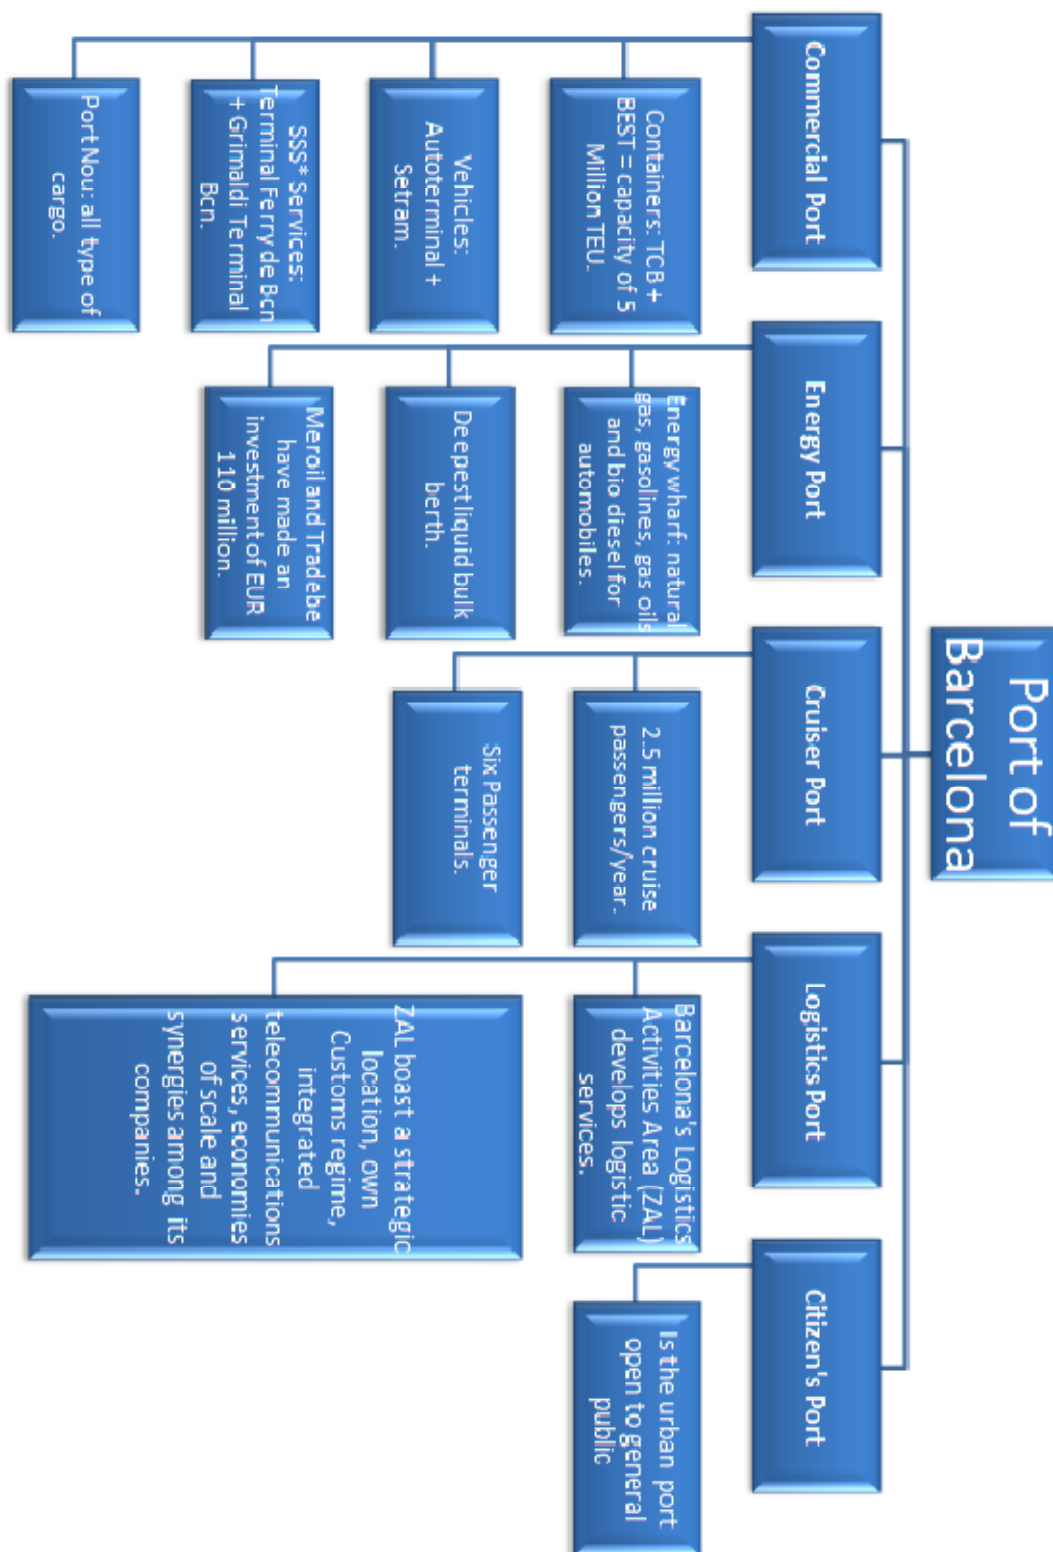 Port of
Barcelona
Commercial Port
Containers: TCB +
BEST = capacity of 5
Million TEU.
Vehicles:
Autoterminal +
Setram.
SSS* Services:
Terminal Ferry de Bcn
+ Grimaldi Terminal
Bcn.
Port Nou: all type of
cargo.
Energy Port
Energy wharf: natural
gas, gasolines, gas oils
and bio diesel for
automobiles.
Deepest liquid bulk
berth.
Meroil and Tradebe
have made an
investment of EUR
110 million.
Cruiser Port
2.5 million cruise
passengers/year.
Six Passenger
terminals.
Logistics Port
Barcelona's Logistics
Activities Area (ZAL)
develops logistic
services.
ZAL boast a strategic
location, own
Customs regime,
integrated
telecommunications
services, economies
of scale and
synergies among its
companies.
Citizen's Port
Is the urban port
open to general
public